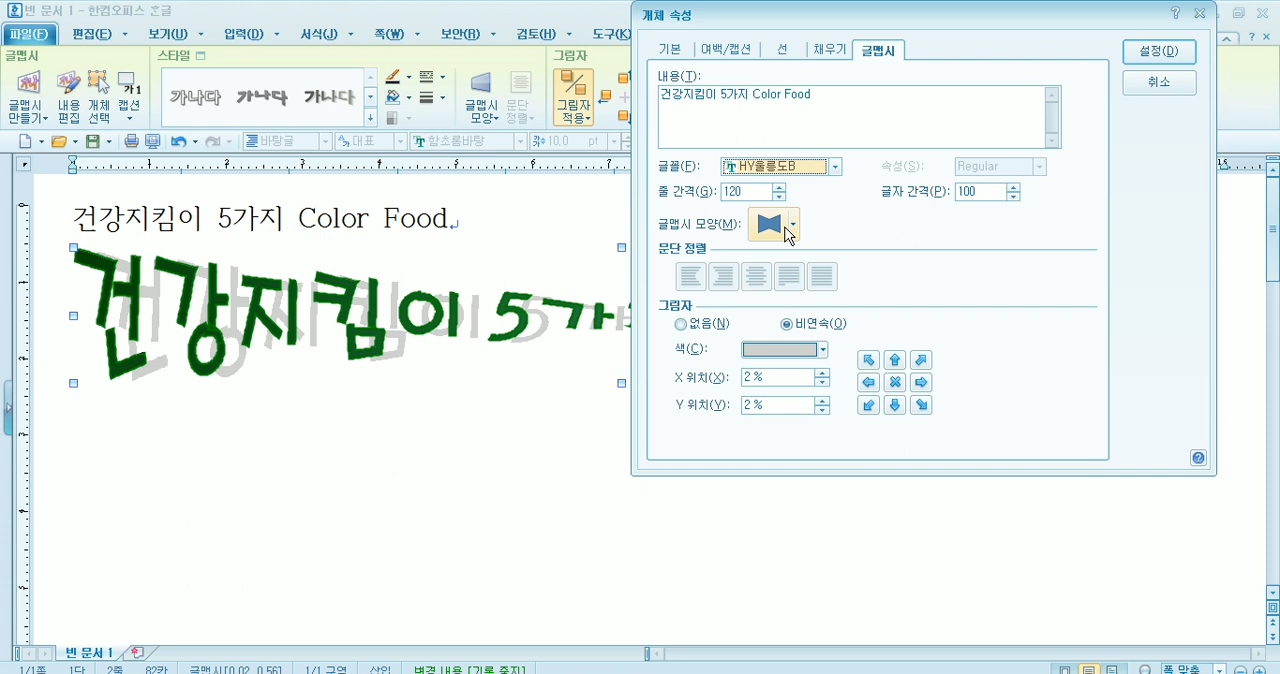 빈 문서 1 - 한컴오피스 한글
파일(F) 편집(E) 보기(U) 입력(D) 서식(J) 쪽(W) 보안(R) 검토(H) 도구(K)
글맵시 스타일 그림자
가나다 가나다 가나다
글맵시 만들기 내용 편집 개체 선택 캡션 글맵시 모양 문단 정렬 그림자 적용
바탕글 대표 함초롬바탕 10.0 pt
건강지킴이 5가지 Color Food
건강지킴이 5가
개체 속성
기본 여백/캡션 선 채우기 글맵시
설정(D)
취소
내용(T):
건강지킴이 5가지 Color Food
글꼴(F): HY울릉도B 속성(S): Regular
줄 간격(G): 120 글자 간격(P): 100
글맵시 모양(M):
문단 정렬
그림자
없음(N) 비연속(O)
색(C):
X 위치(X): 2 %
Y 위치(Y): 2 %
빈 문서 1
1/1쪽 1단 2줄 82칸 글맵시[0.02, 0.56] 1/1 구역 삽입 변경 내용 [기록 중지] 폭 맞춤